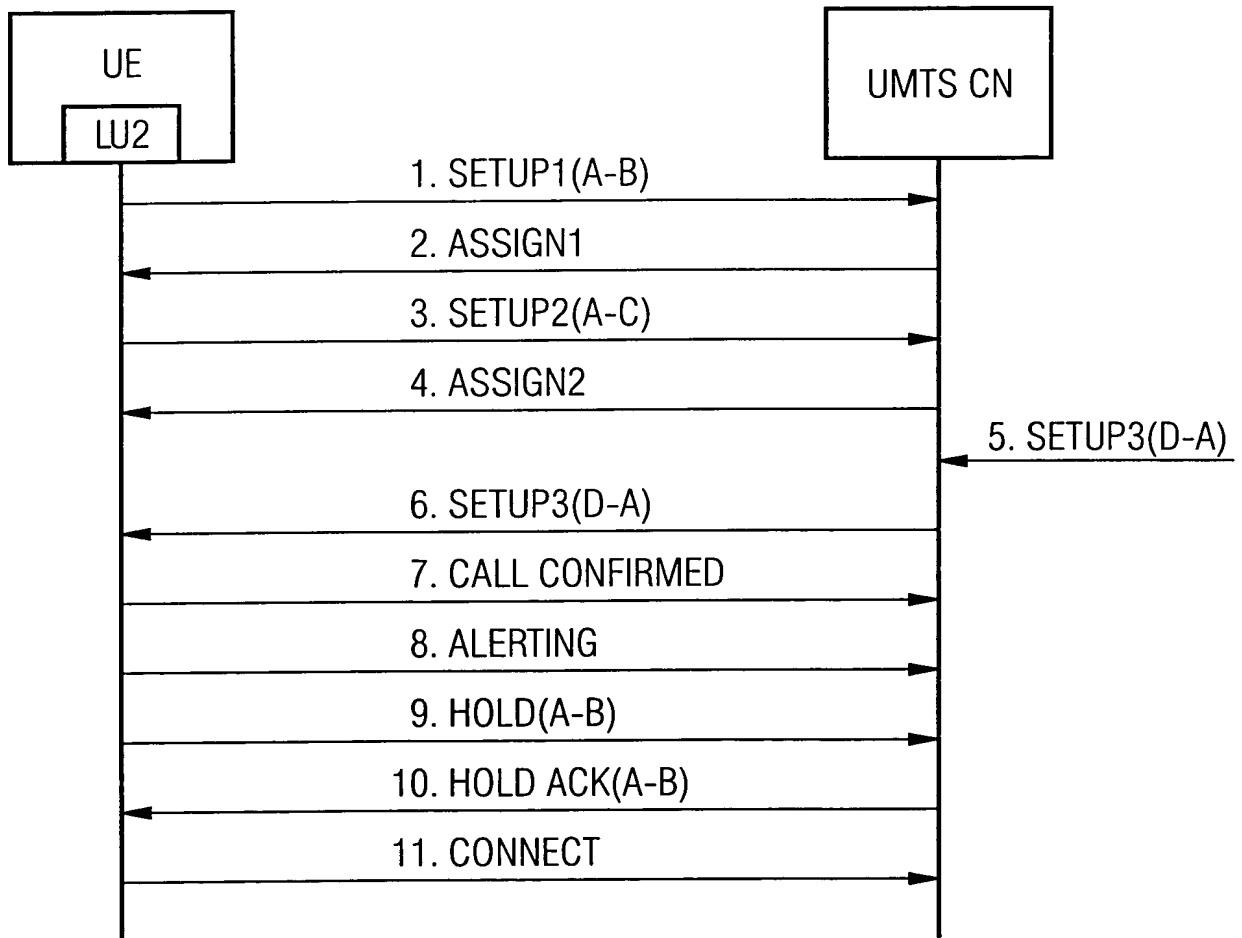 UE
LU2
UMTS CN
1. SETUP1(A-B)
2. ASSIGN1
3. SETUP2(A-C)
4. ASSIGN2
5. SETUP3(D-A)
6. SETUP3(D-A)
7. CALL CONFIRMED
8. ALERTING
9. HOLD(A-B)
10. HOLD ACK(A-B)
11. CONNECT